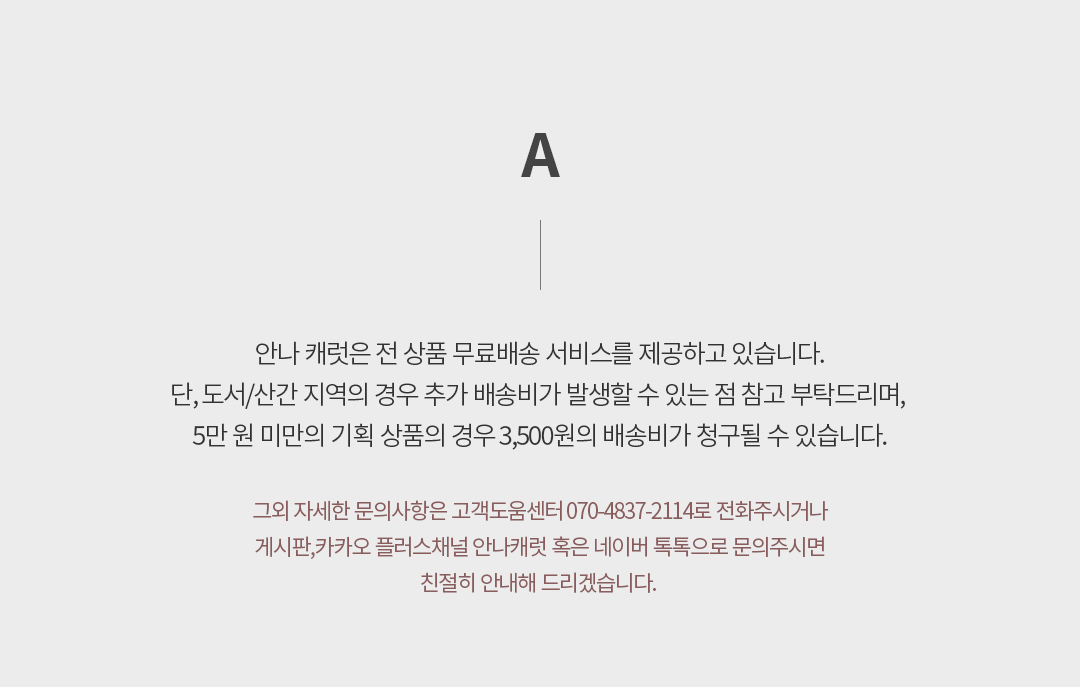 A
안나 캐럿은 전 상품 무료배송 서비스를 제공하고 있습니다.
단, 도서/산간 지역의 경우 추가 배송비가 발생할 수 있는 점 참고 부탁드리며,
5만 원 미만의 기획 상품의 경우 3,500원의 배송비가 청구될 수 있습니다.
그외 자세한 문의사항은 고객도움센터 070-4837-2114로 전화주시거나
게시판,카카오 플러스채널 안나캐럿 혹은 네이버 톡톡으로 문의주시면
친절히 안내해 드리겠습니다.